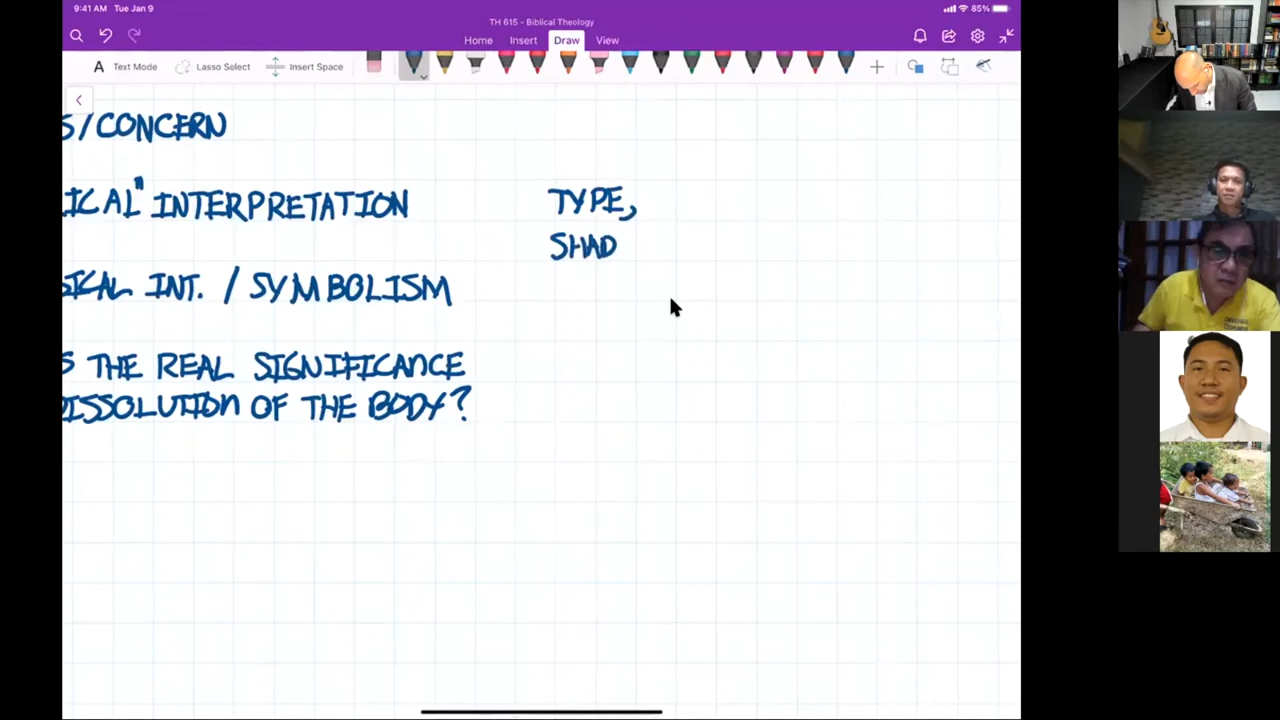 9:41 AM Tue Jan 9
85%
TH 615 - Biblical Theology
Home Insert Draw View
Text Mode Lasso Select Insert Space
S/CONCERN
ICAL" INTERPRETATION
TYPE,
SHAD
ICAL INT. / SYMBOLISM
S THE REAL SIGNIFICANCE
DISSOLUTION OF THE BODY?